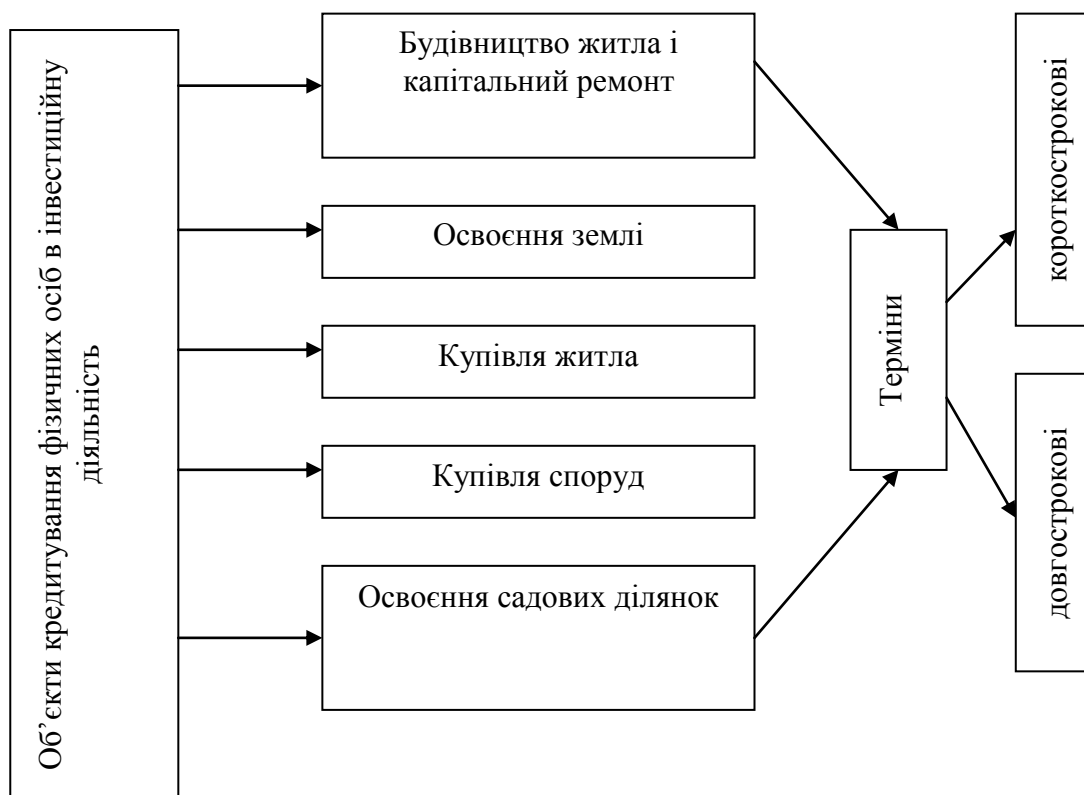 Об’єкти кредитування фізичних осіб в інвестиційну
діяльність
Будівництво житла і
капітальний ремонт
Освоєння землі
Купівля житла
Купівля споруд
Освоєння садових ділянок
Терміни
короткострокові
довгострокові